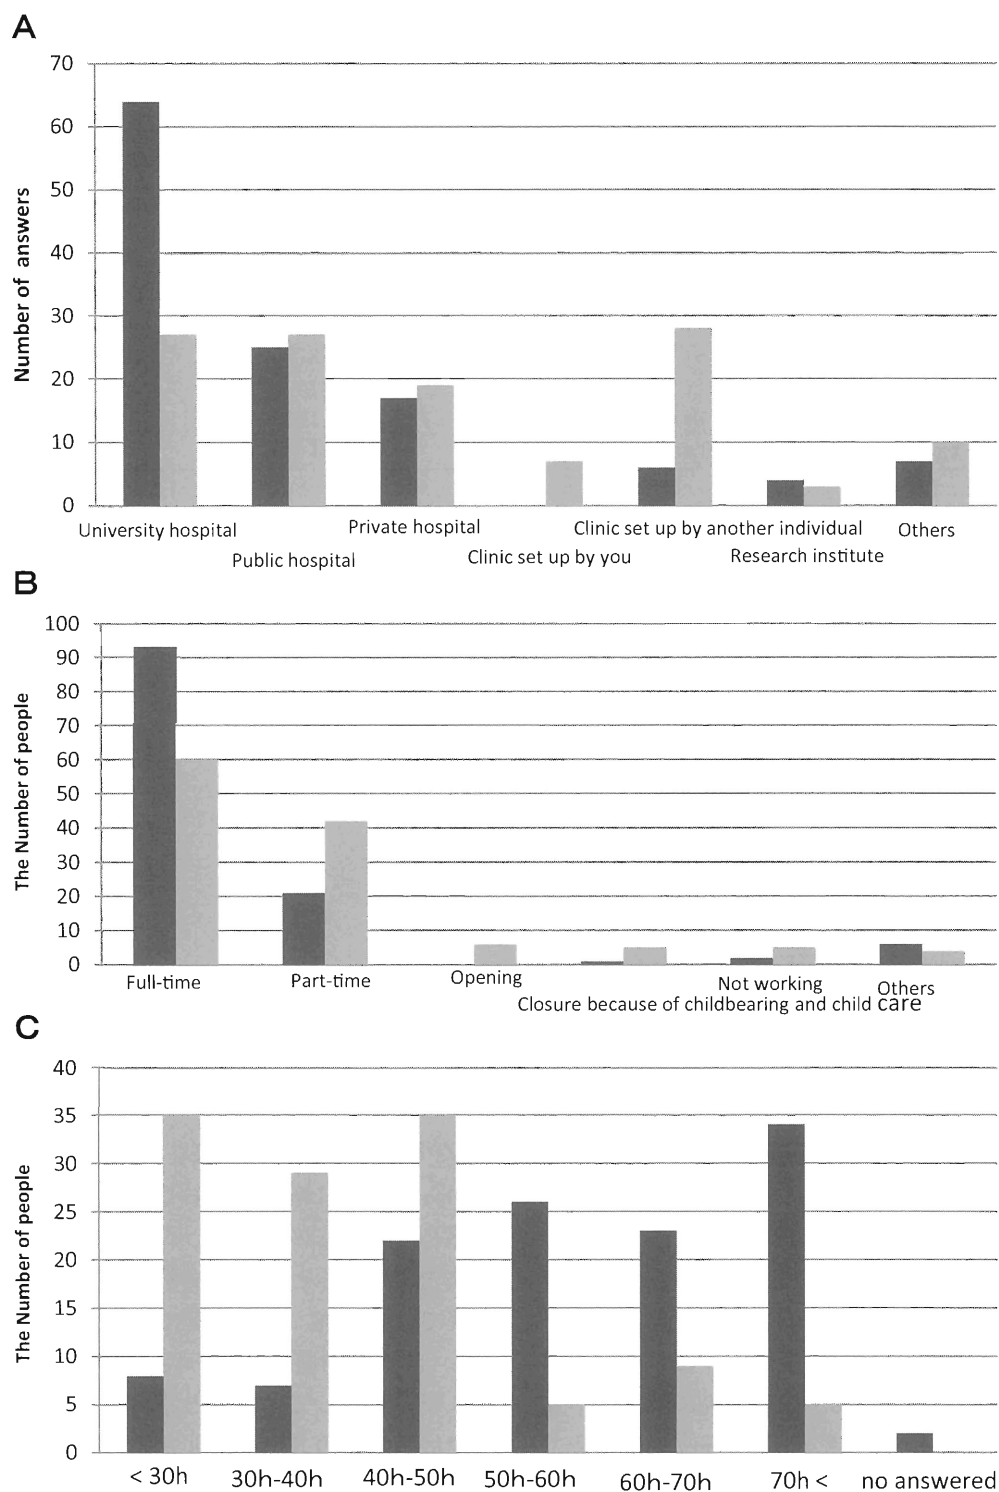 A
Number of answers
70
60
50
40
30
20
10
0
University hospital
Public hospital
Private hospital
Clinic set up by you
Clinic set up by another individual
Research institute
Others
B
The Number of people
100
90
80
70
60
50
40
30
20
10
0
Full-time
Part-time
Opening
Closure because of childbearing and child care
Not working
Others
C
The Number of people
40
35
30
25
20
15
10
5
0
< 30h
30h-40h
40h-50h
50h-60h
60h-70h
70h <
no answered